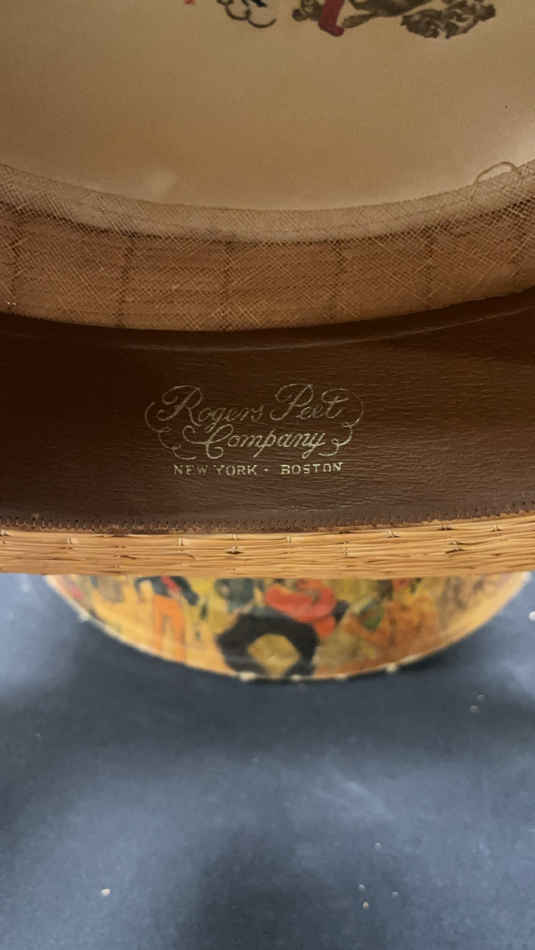 Rogers Peet
Company
NEW YORK · BOSTON